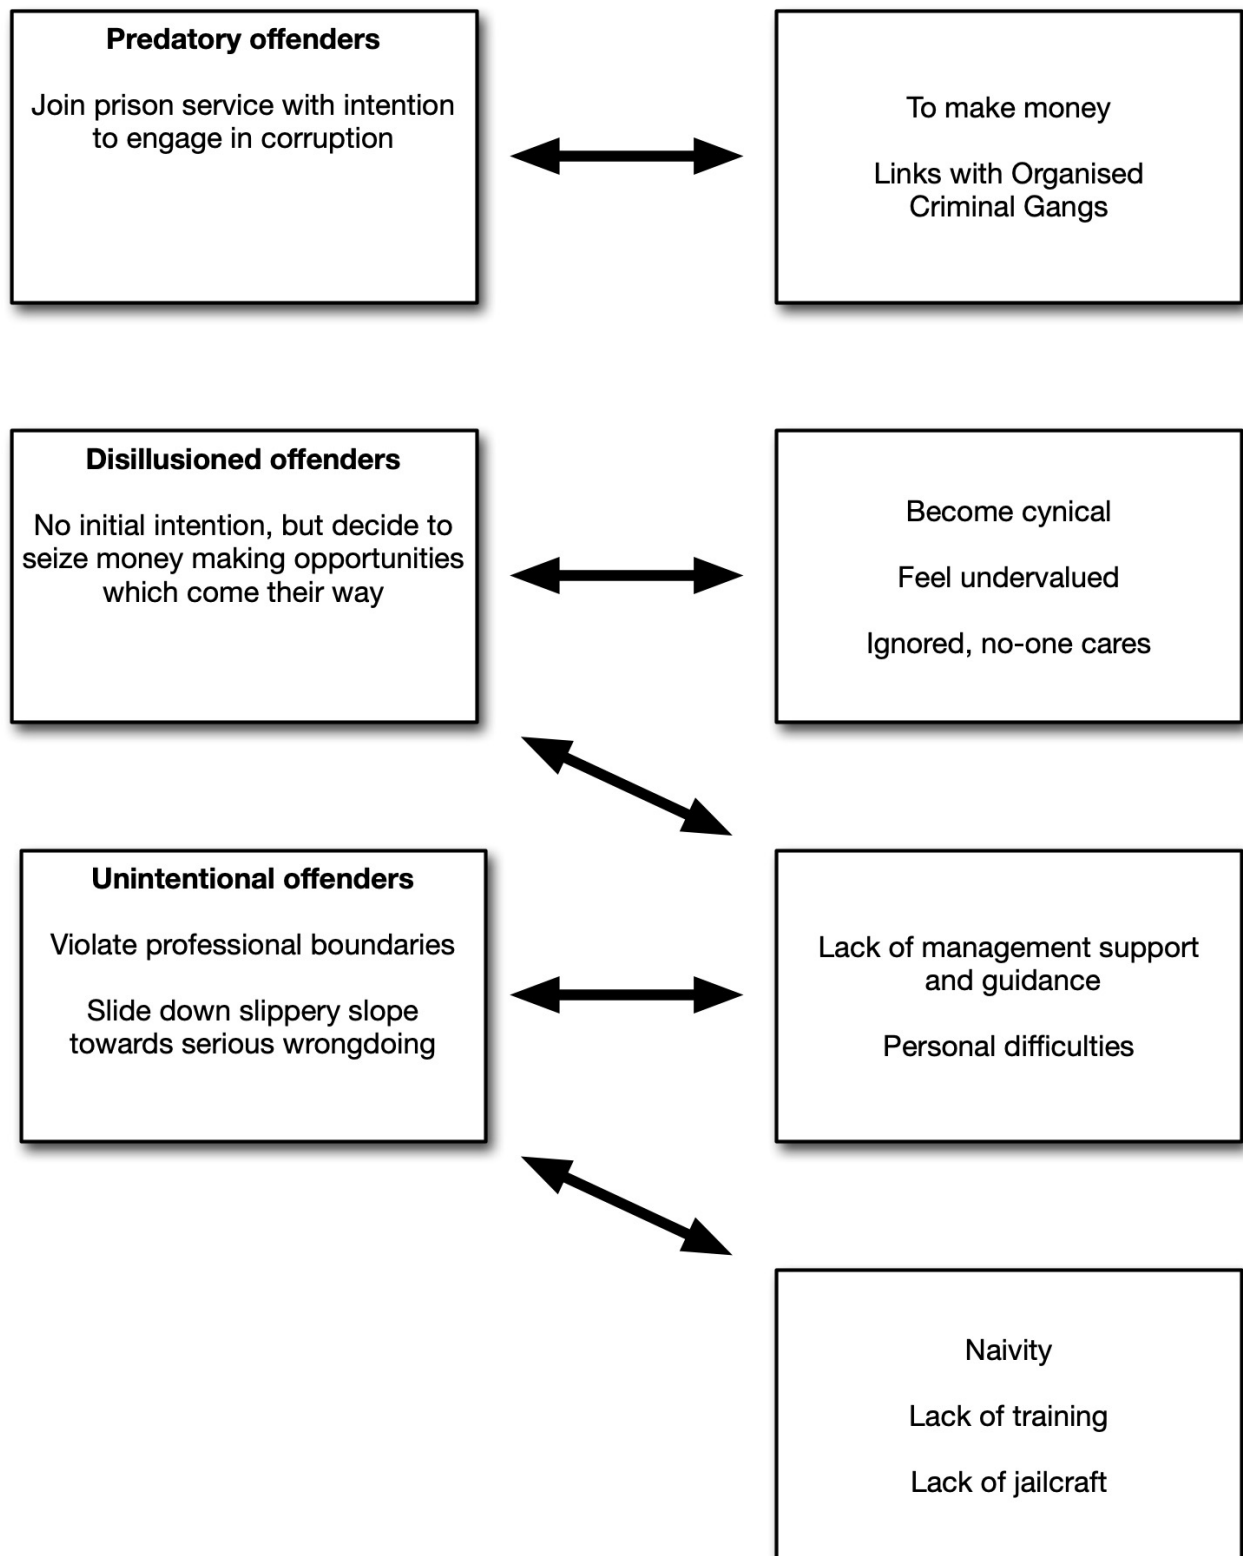 Predatory offenders
Join prison service with intention
to engage in corruption
To make money
Links with Organised
Criminal Gangs
Disillusioned offenders
No initial intention, but decide to
seize money making opportunities
which come their way
Become cynical
Feel undervalued
Ignored, no-one cares
Unintentional offenders
Violate professional boundaries
Slide down slippery slope
towards serious wrongdoing
Lack of management support
and guidance
Personal difficulties
Naivity
Lack of training
Lack of jailcraft